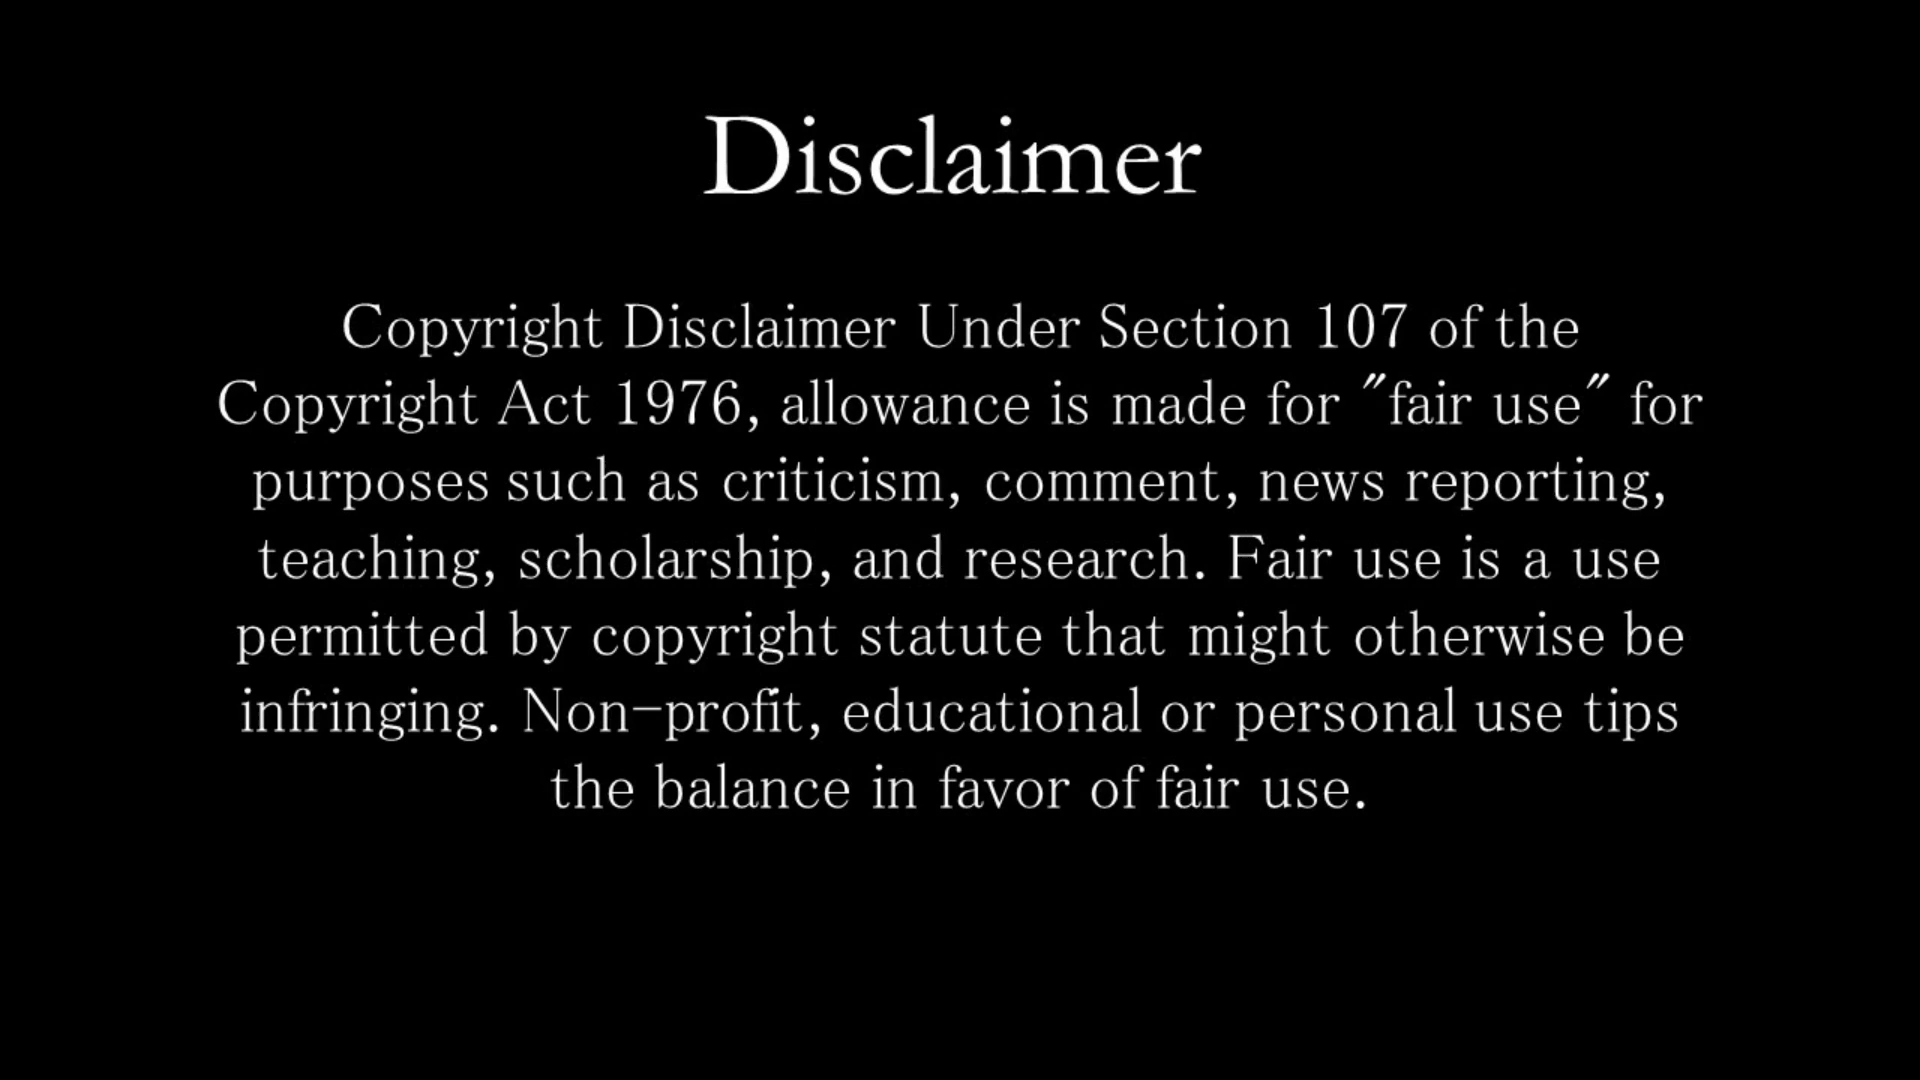 Disclaimer
Copyright Disclaimer Under Section 107 of the
Copyright Act 1976, allowance is made for "fair use" for
purposes such as criticism, comment, news reporting,
teaching, scholarship, and research. Fair use is a use
permitted by copyright statute that might otherwise be
infringing. Non-profit, educational or personal use tips
the balance in favor of fair use.